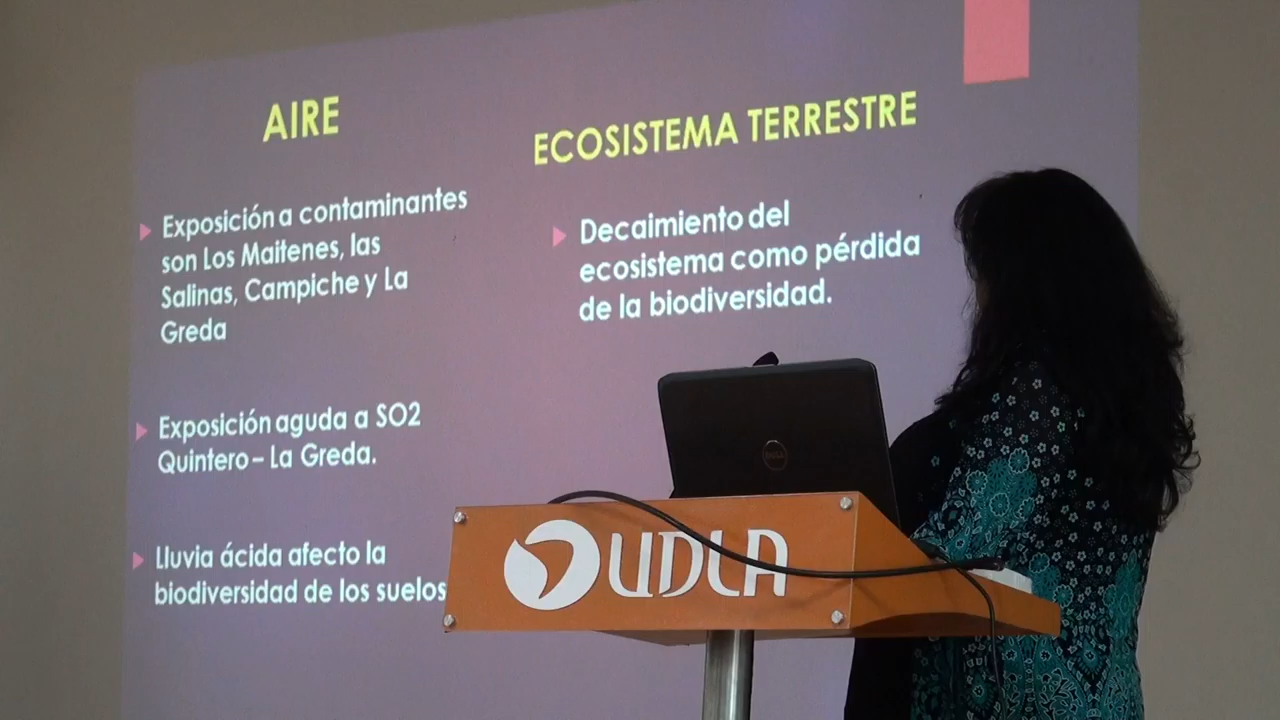 AIRE
Exposición a contaminantes
son Los Maitenes, las
Salinas, Campiche y La
Greda
Exposición aguda a SO2
Quintero – La Greda.
Lluvia ácida afecto la
biodiversidad de los suelos
ECOSISTEMA TERRESTRE
Decaimiento del
ecosistema como pérdida
de la biodiversidad.
DELL
UDLA